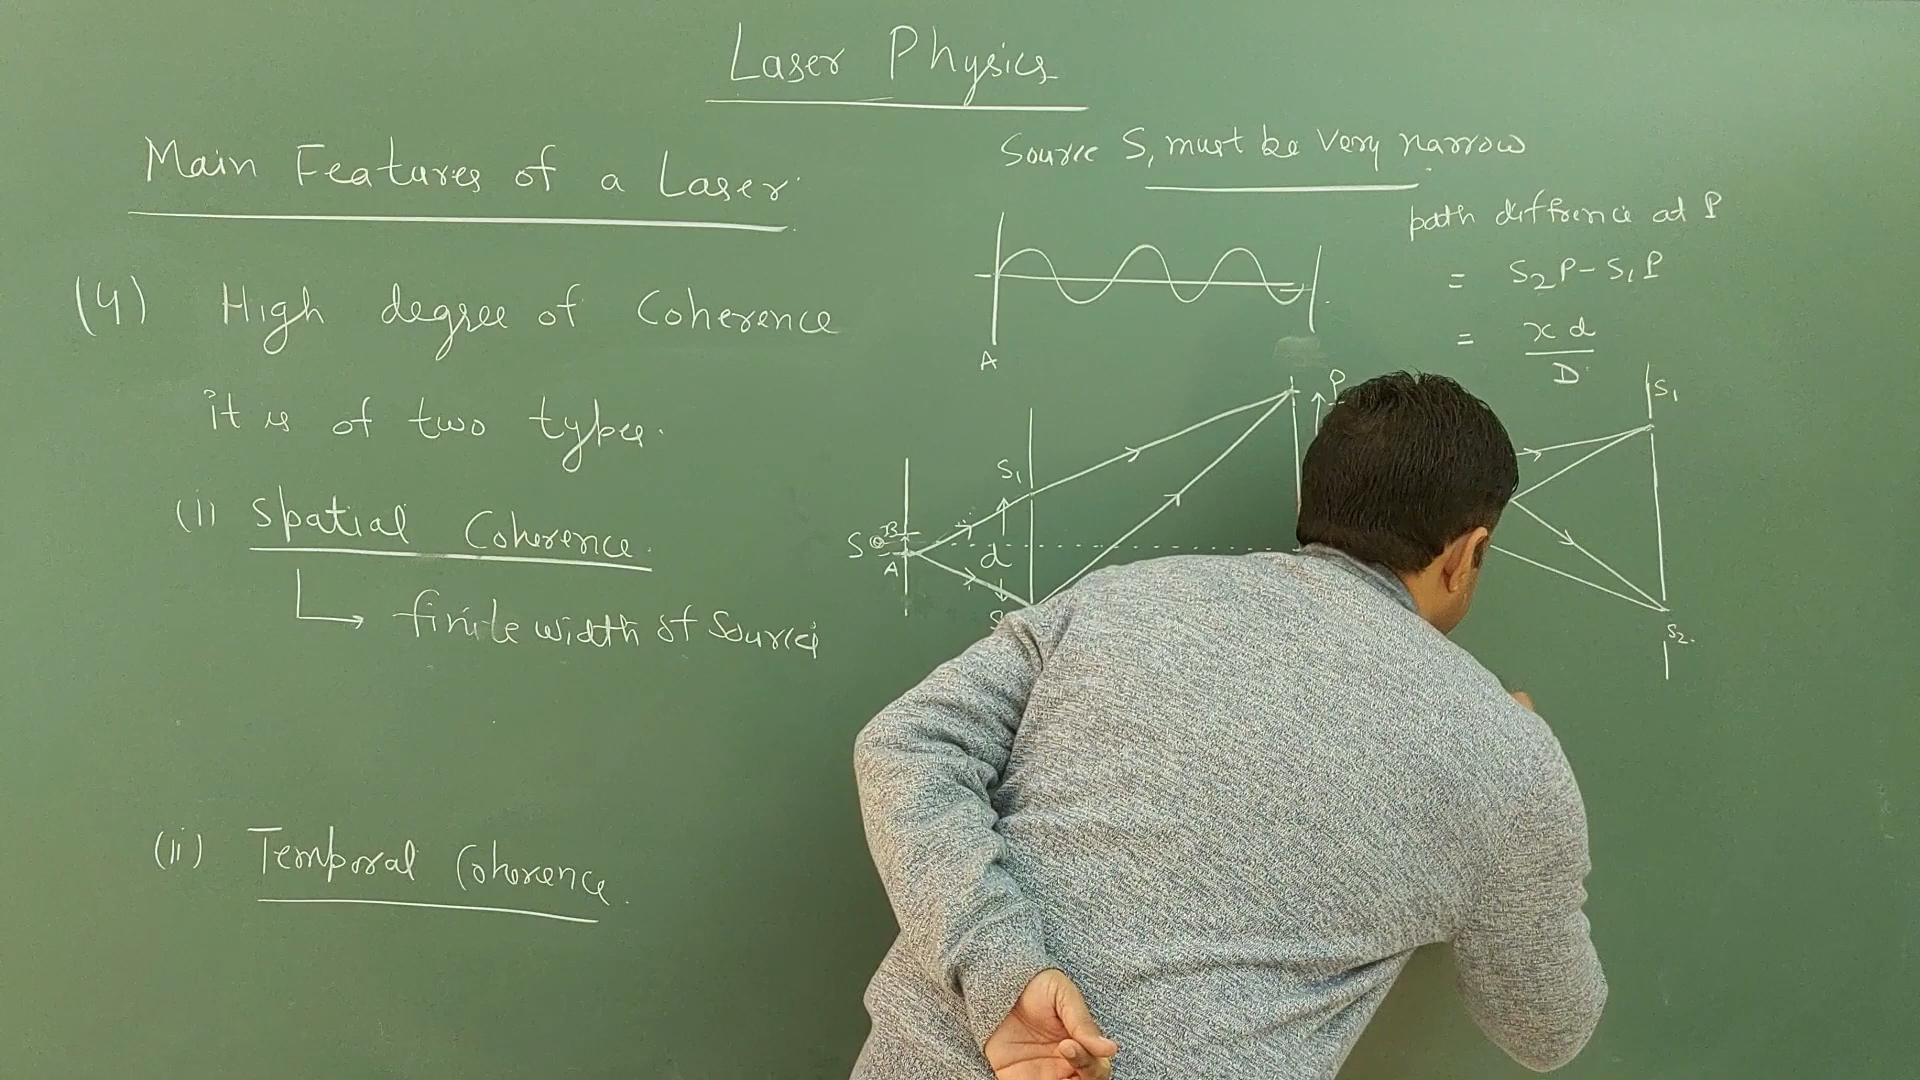 Laser Physics
Main Features of a Laser
(4) High degree of Coherence
it is of two types.
(i) Spatial Coherence
finite width of Source
(ii) Temporal Coherence
Source S, must be very narrow
A
path diffrence at P
= S2P - S1P
= xd/D
P
S1
S
B
A
d
S1
S2